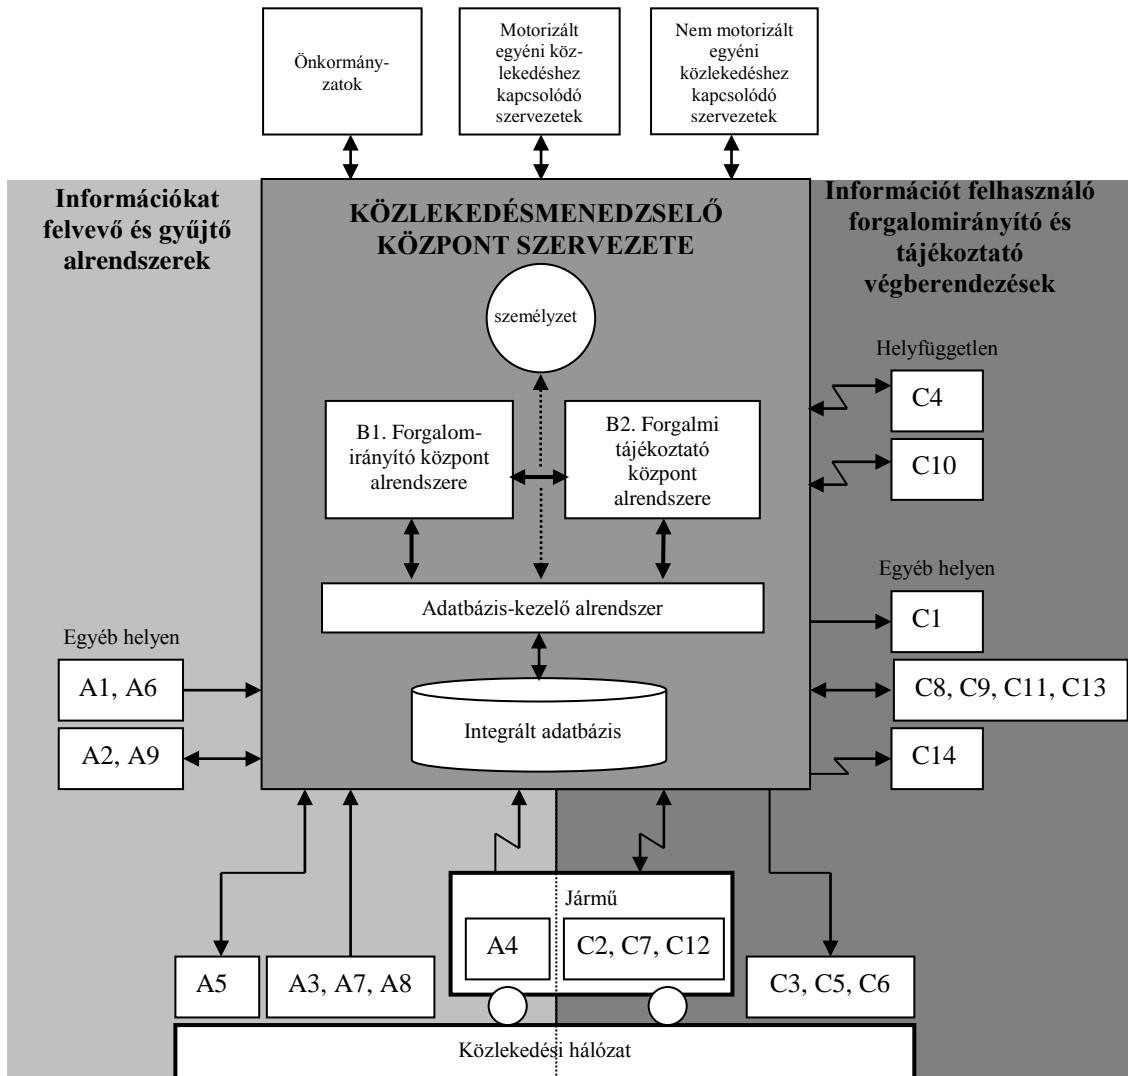 Önkormány-
zatok
Motorizált
egyéni köz-
lekedéshez
kapcsolódó
szervezetek
Nem motorizált
egyéni
közlekedéshez
kapcsolódó
szervezetek
Információkat
felvevő és gyűjtő
alrendszerek
KÖZLEKEDÉSMENEDZSELŐ
KÖZPONT SZERVEZETE
Információt felhasználó
forgalomirányító és
tájékoztató
végberendezések
személyzet
Helyfüggetlen
C4
C10
B1. Forgalom-
irányító központ
alrendszere
B2. Forgalmi
tájékoztató
központ
alrendszere
Adatbázis-kezelő alrendszer
Integrált adatbázis
Egyéb helyen
A1, A6
A2, A9
Egyéb helyen
C1
C8, C9, C11, C13
C14
Jármű
A5
A3, A7, A8
A4
C2, C7, C12
C3, C5, C6
Közlekedési hálózat